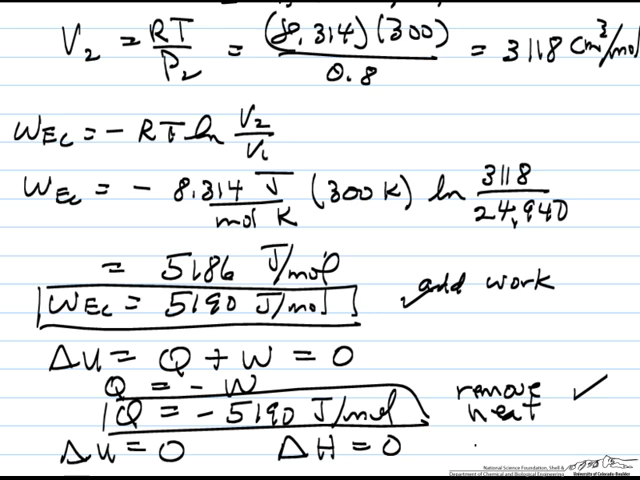 V₂ = RT/P₂ = (8.314)(300)/0.8 = 3118 cm³/mol
W_EC = - RT ln V₂/V₁
W_EC = - 8.314 J/mol K (300 K) ln 3118/24,940
= 5186 J/mol
W_EC = 5190 J/mol ✓ add work
ΔU = Q + W = 0
Q = - W
Q = - 5190 J/mol remove heat ✓
ΔU = 0 ΔH = 0
National Science Foundation, Shell &
Department of Chemical and Biological Engineering
University of Colorado Boulder